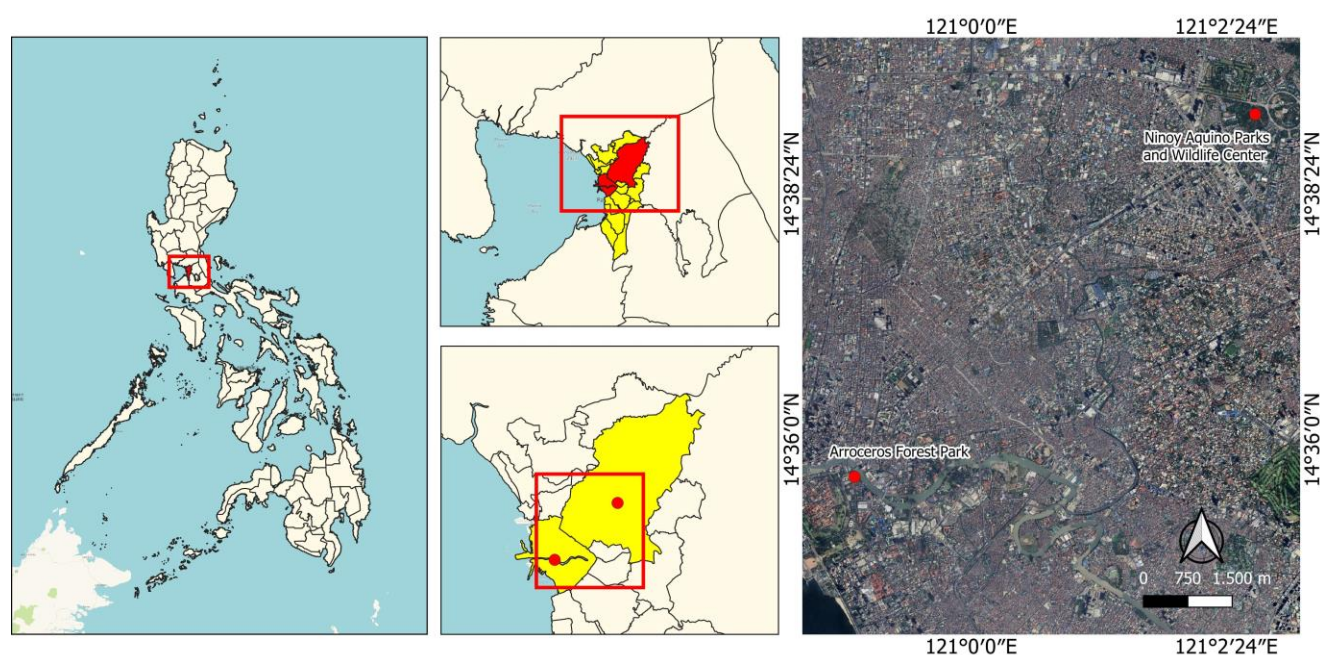 121°0′0″E
121°2′24″E
Ninoy Aquino Parks
and Wildlife Center
14°38′24″N
14°38′24″N
14°36′0″N
14°36′0″N
Arroceros Forest Park
0 750 1.500 m
121°0′0″E
121°2′24″E